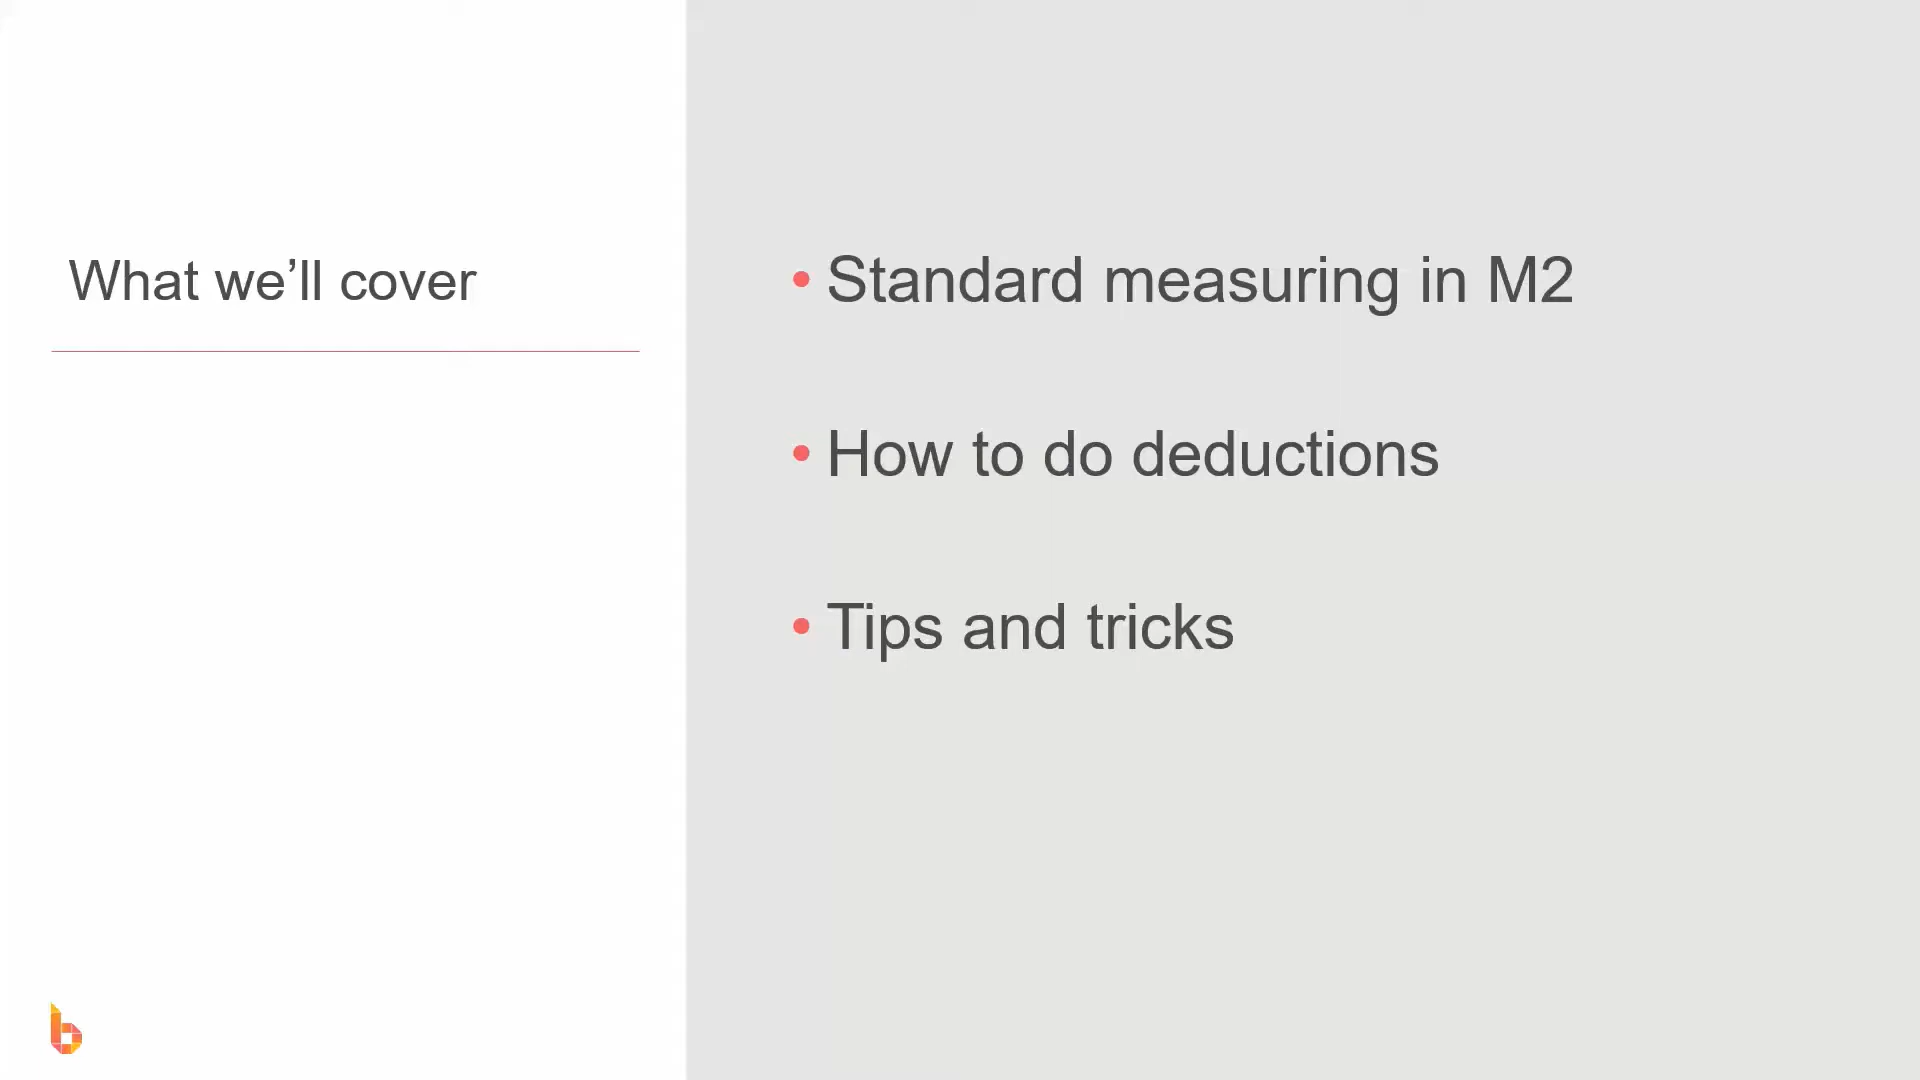 What we’ll cover
• Standard measuring in M2
• How to do deductions
• Tips and tricks